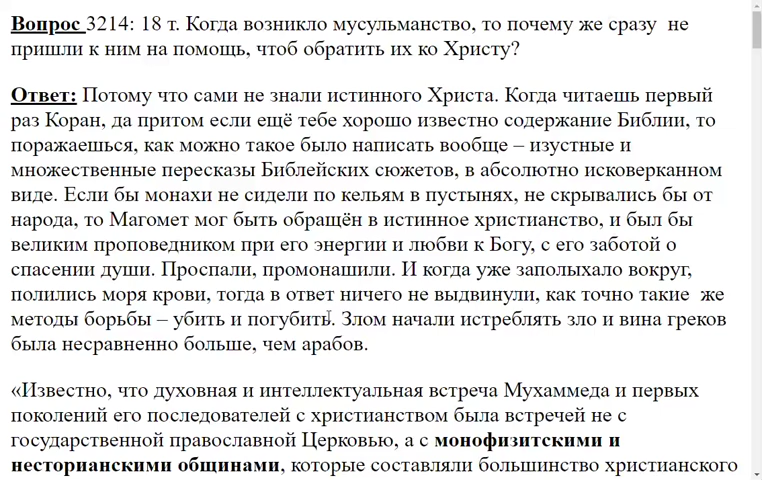 Вопрос 3214: 18 т. Когда возникло мусульманство, то почему же сразу не
пришли к ним на помощь, чтоб обратить их ко Христу?
Ответ: Потому что сами не знали истинного Христа. Когда читаешь первый
раз Коран, да притом если ещё тебе хорошо известно содержание Библии, то
поражаешься, как можно такое было написать вообще – изустные и
множественные пересказы Библейских сюжетов, в абсолютно исковерканном
виде. Если бы монахи не сидели по кельям в пустынях, не скрывались бы от
народа, то Магомет мог быть обращён в истинное христианство, и был бы
великим проповедником при его энергии и любви к Богу, с его заботой о
спасении души. Проспали, промонашили. И когда уже заполыхало вокруг,
полились моря крови, тогда в ответ ничего не выдвинули, как точно такие же
методы борьбы – убить и погубить. Злом начали истреблять зло и вина греков
была несравненно больше, чем арабов.
«Известно, что духовная и интеллектуальная встреча Мухаммеда и первых
поколений его последователей с христианством была встречей не с
государственной православной Церковью, а с монофизитскими и
несторианскими общинами, которые составляли большинство христианского